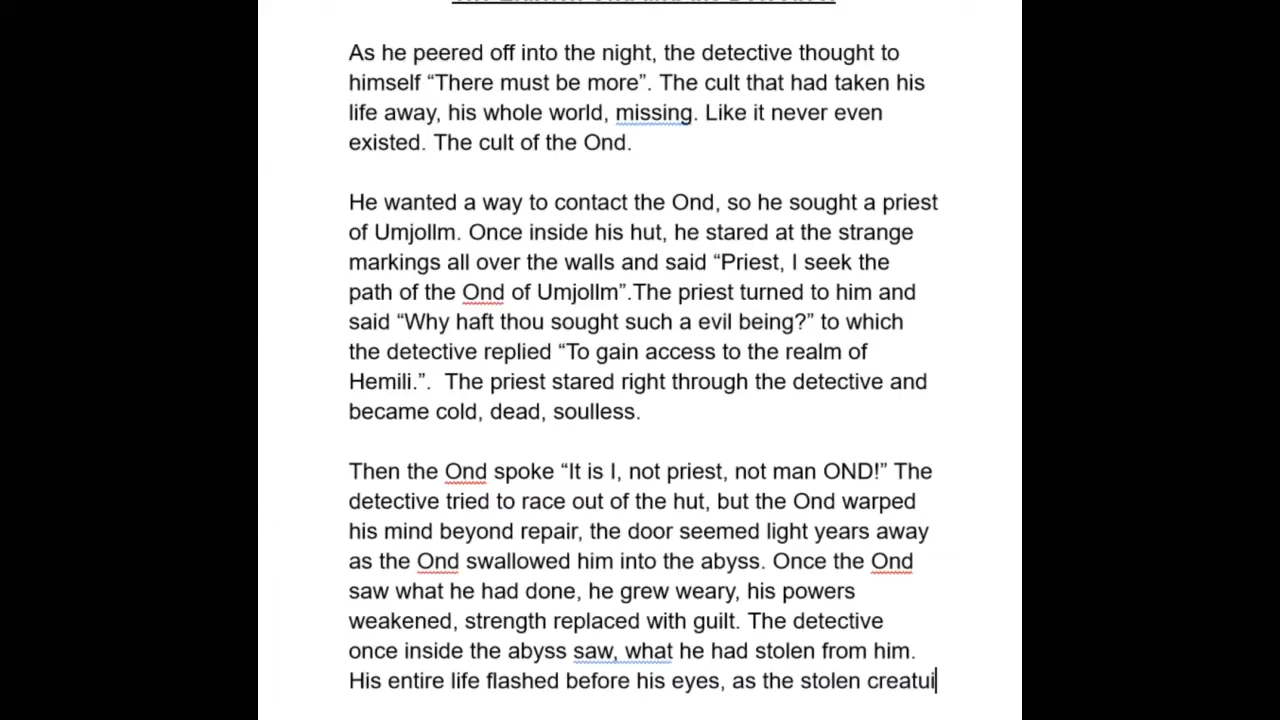 As he peered off into the night, the detective thought to
himself “There must be more”. The cult that had taken his
life away, his whole world, missing. Like it never even
existed. The cult of the Ond.
He wanted a way to contact the Ond, so he sought a priest
of Umjollm. Once inside his hut, he stared at the strange
markings all over the walls and said “Priest, I seek the
path of the Ond of Umjollm”.The priest turned to him and
said “Why haft thou sought such a evil being?” to which
the detective replied “To gain access to the realm of
Hemili.”.  The priest stared right through the detective and
became cold, dead, soulless.
Then the Ond spoke “It is I, not priest, not man OND!” The
detective tried to race out of the hut, but the Ond warped
his mind beyond repair, the door seemed light years away
as the Ond swallowed him into the abyss. Once the Ond
saw what he had done, he grew weary, his powers
weakened, strength replaced with guilt. The detective
once inside the abyss saw, what he had stolen from him.
His entire life flashed before his eyes, as the stolen creatui